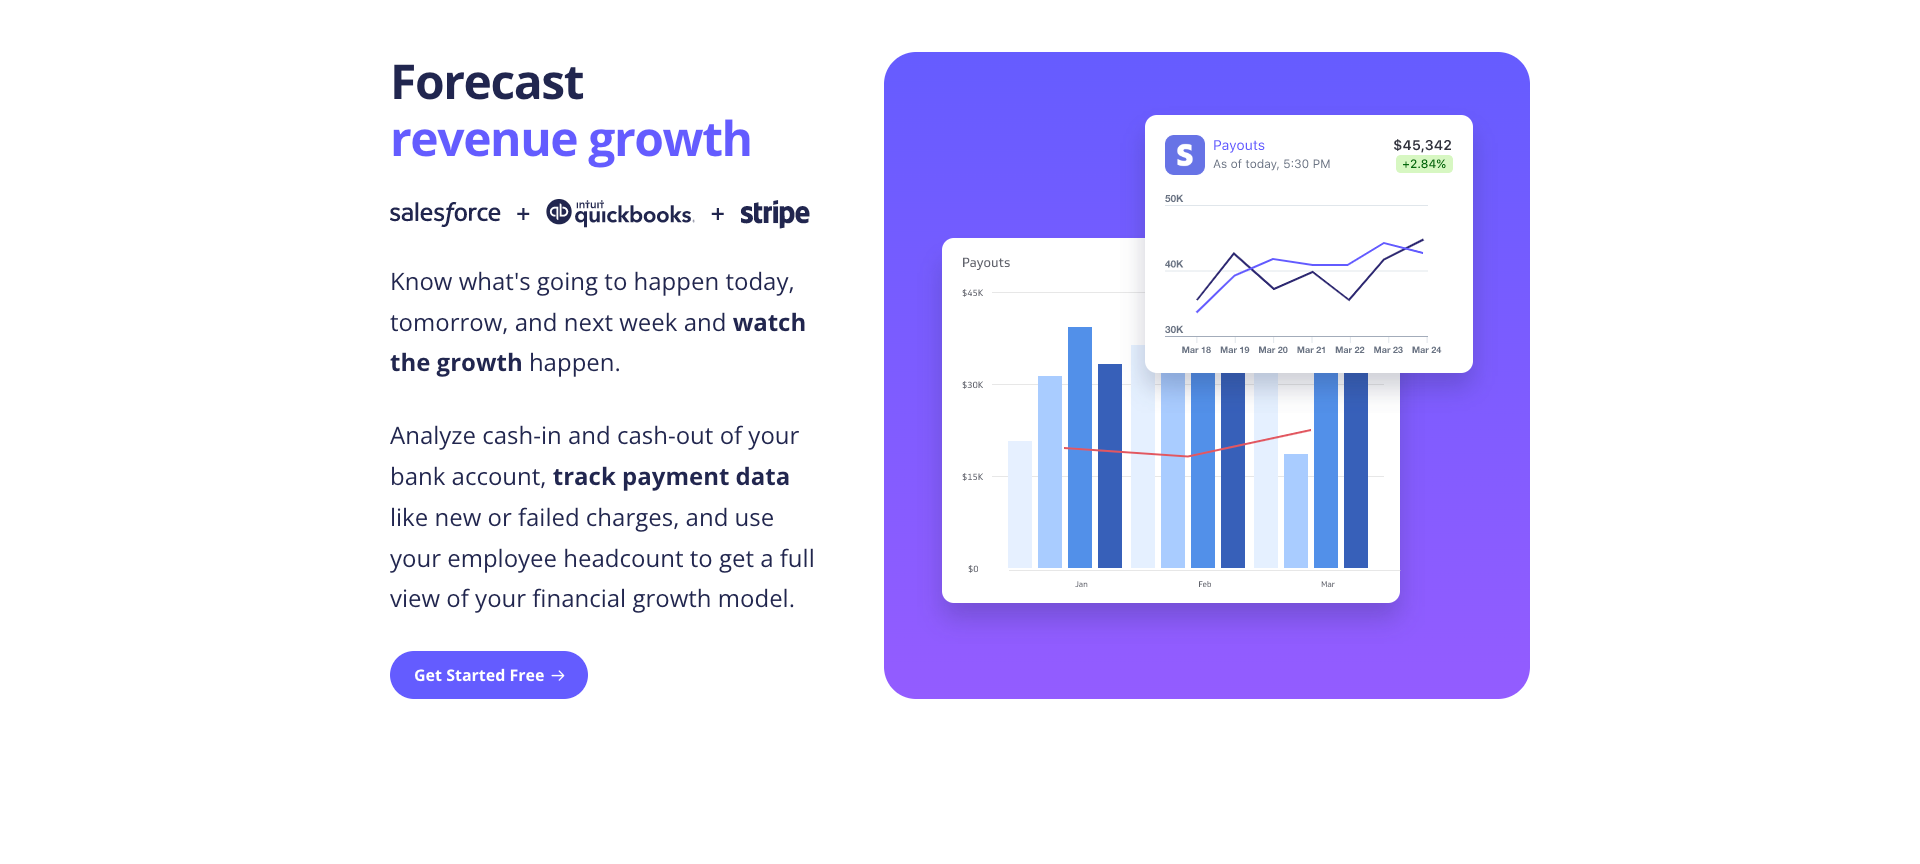 Forecast
revenue growth
salesforce + intuit quickbooks. + stripe
Know what's going to happen today,
tomorrow, and next week and watch
the growth happen.
Analyze cash-in and cash-out of your
bank account, track payment data
like new or failed charges, and use
your employee headcount to get a full
view of your financial growth model.
Get Started Free →
S
Payouts
$45,342
As of today, 5:30 PM
+2.84%
50K
40K
30K
Mar 18 Mar 19 Mar 20 Mar 21 Mar 22 Mar 23 Mar 24
Payouts
$45K
$30K
$15K
$0
Jan Feb Mar